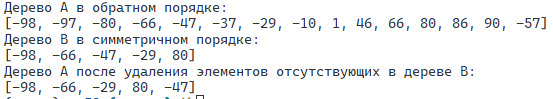 Дерево A в обратном порядке:
[-98, -97, -80, -66, -47, -37, -29, -10, 1, 46, 66, 80, 86, 90, -57]
Дерево B в симметричном порядке:
[-98, -66, -47, -29, 80]
Дерево A после удаления элементов отсутствующих в дереве B:
[-98, -66, -29, 80, -47]